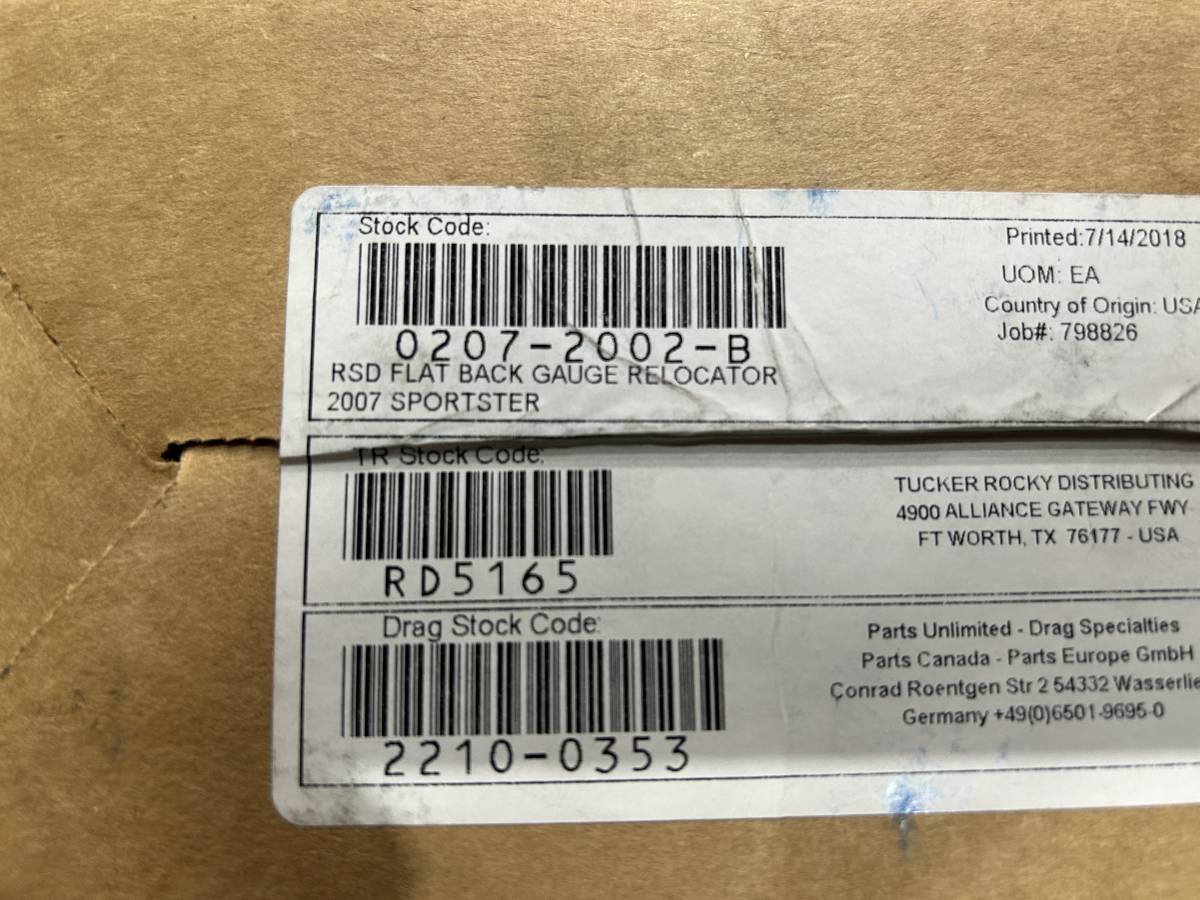 Stock Code:
0207-2002-B
RSD FLAT BACK GAUGE RELOCATOR
2007 SPORTSTER
Printed:7/14/2018
UOM: EA
Country of Origin: USA
Job#: 798826
TR Stock Code:
RD5165
TUCKER ROCKY DISTRIBUTING
4900 ALLIANCE GATEWAY FWY
FT WORTH, TX 76177 - USA
Drag Stock Code:
2210-0353
Parts Unlimited - Drag Specialties
Parts Canada - Parts Europe GmbH
Conrad Roentgen Str 2 54332 Wasserlie
Germany +49(0)6501-9695-0